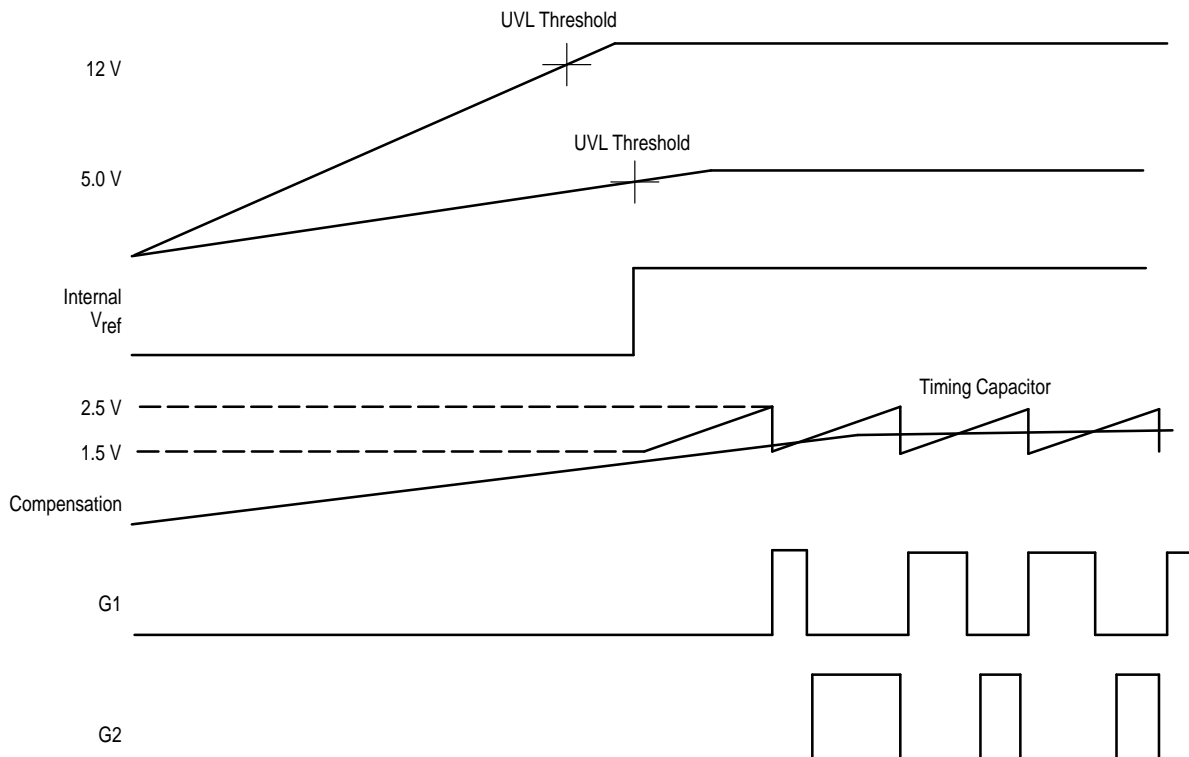 UVL Threshold
12 V
UVL Threshold
5.0 V
Internal
Vref
Timing Capacitor
2.5 V
1.5 V
Compensation
G1
G2